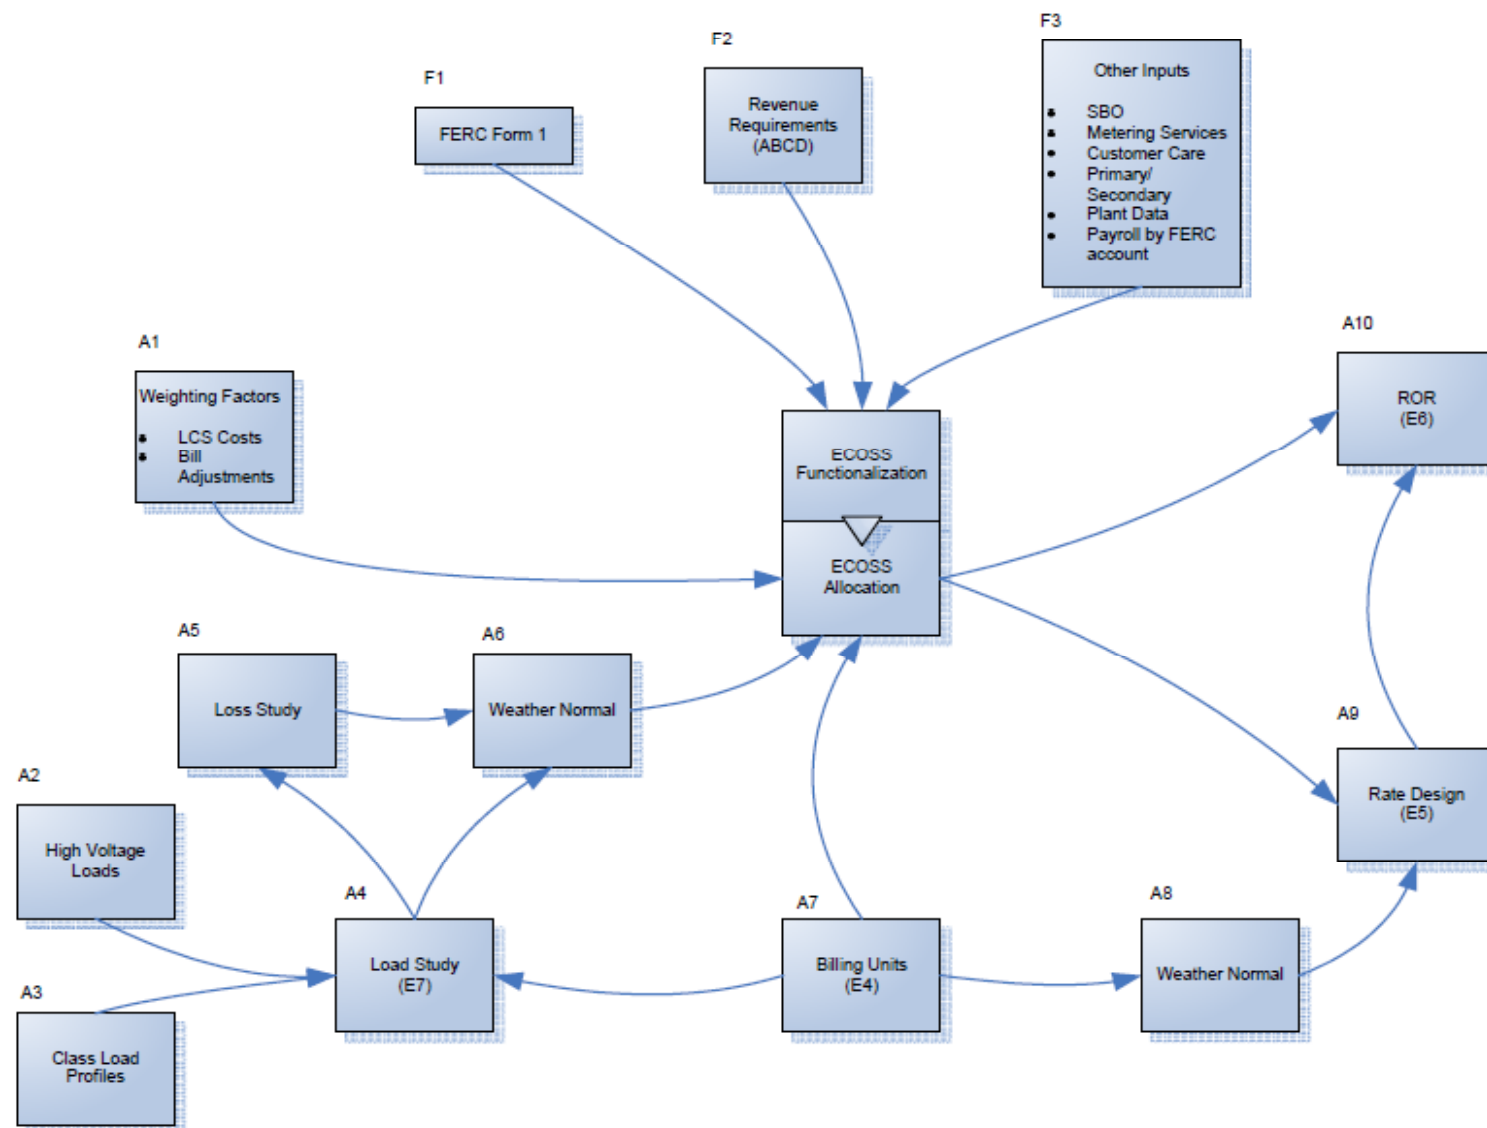 F1
FERC Form 1
F2
Revenue
Requirements
(ABCD)
F3
Other Inputs
• SBO
• Metering Services
• Customer Care
• Primary/
Secondary
• Plant Data
• Payroll by FERC
account
A1
Weighting Factors
• LCS Costs
• Bill
Adjustments
ECOSS
Functionalization
ECOSS
Allocation
A10
ROR
(E6)
A5
Loss Study
A6
Weather Normal
A9
Rate Design
(E5)
A2
High Voltage
Loads
A3
Class Load
Profiles
A4
Load Study
(E7)
A7
Billing Units
(E4)
A8
Weather Normal